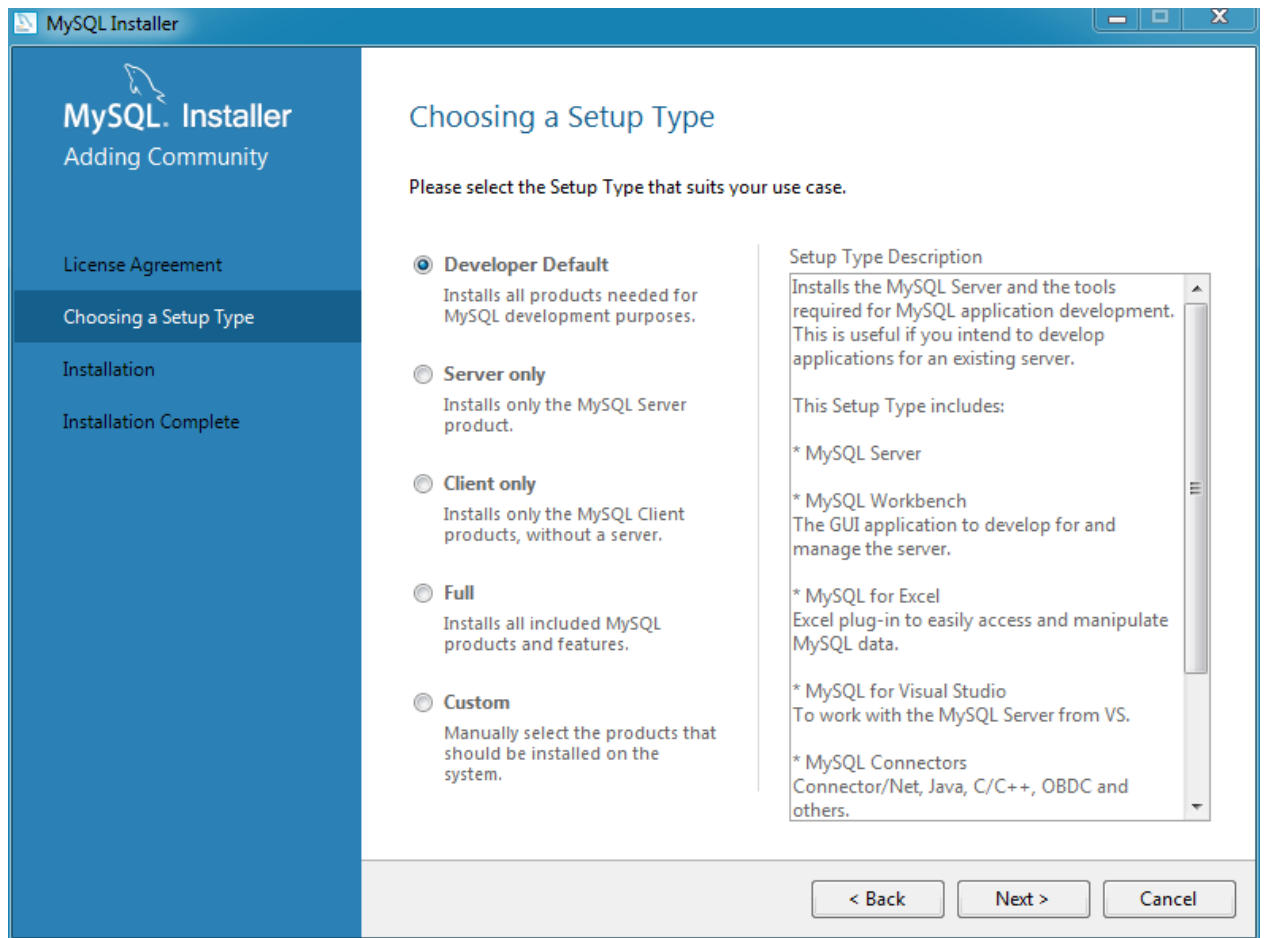 MySQL Installer
MySQL. Installer
Adding Community
License Agreement
Choosing a Setup Type
Installation
Installation Complete
Choosing a Setup Type
Please select the Setup Type that suits your use case.
Developer Default
Installs all products needed for
MySQL development purposes.
Server only
Installs only the MySQL Server
product.
Client only
Installs only the MySQL Client
products, without a server.
Full
Installs all included MySQL
products and features.
Custom
Manually select the products that
should be installed on the
system.
Setup Type Description
Installs the MySQL Server and the tools
required for MySQL application development.
This is useful if you intend to develop
applications for an existing server.
This Setup Type includes:
* MySQL Server
* MySQL Workbench
The GUI application to develop for and
manage the server.
* MySQL for Excel
Excel plug-in to easily access and manipulate
MySQL data.
* MySQL for Visual Studio
To work with the MySQL Server from VS.
* MySQL Connectors
Connector/Net, Java, C/C++, OBDC and
others.
< Back
Next >
Cancel